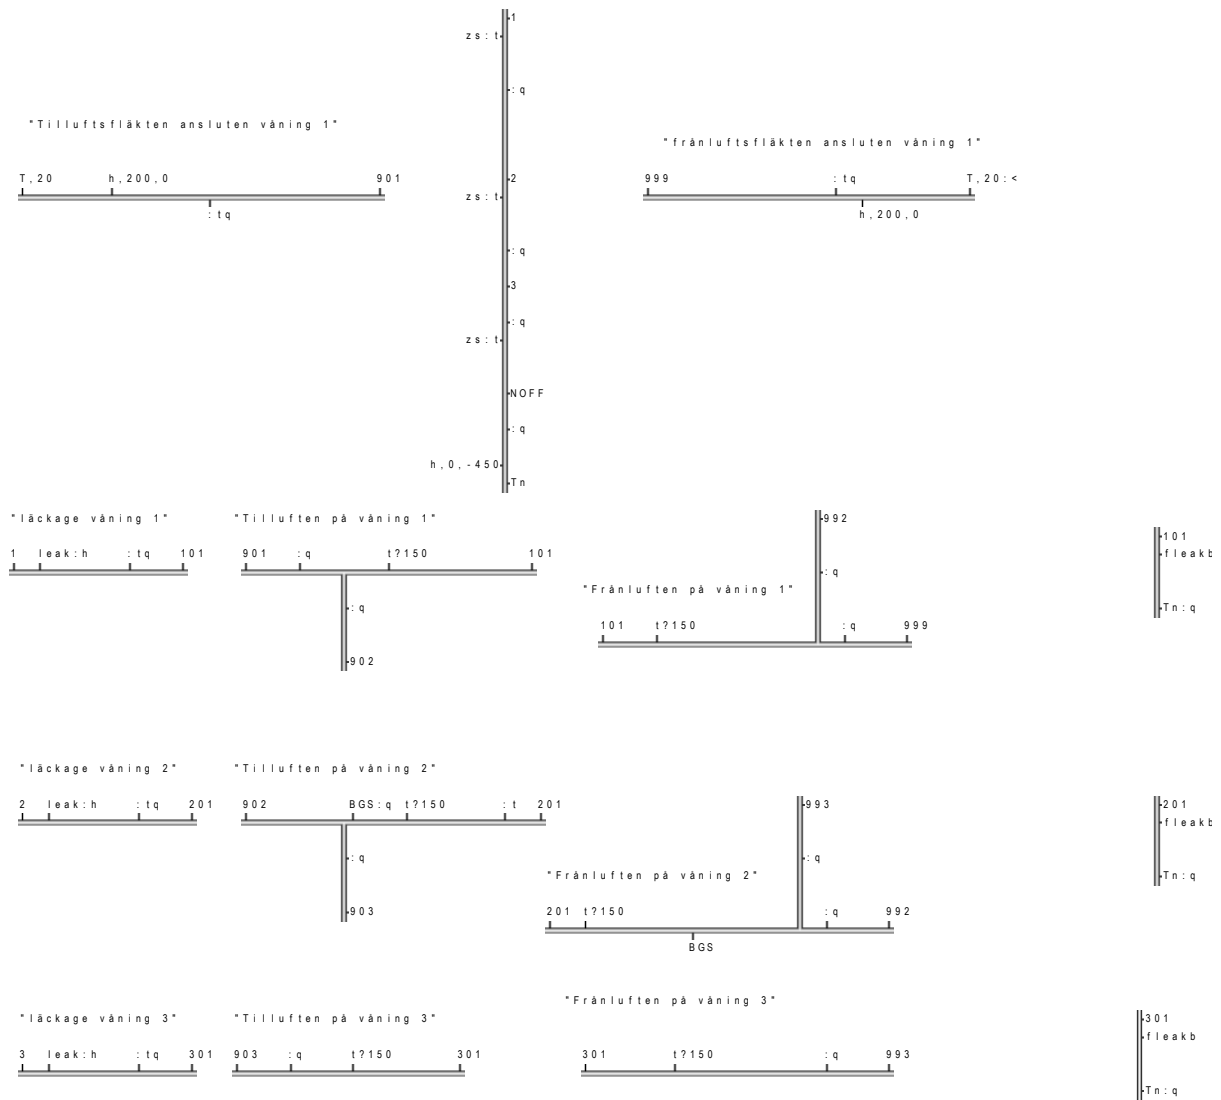 1
zs:t
:q
"Tilluftsfläkten ansluten våning 1"
"frånluftsfläkten ansluten våning 1"
T,20 h,200,0 901
:tq
2
zs:t
999 :tq T,20:<
h,200,0
:q
3
:q
zs:t
NOFF
:q
h,0,-450
Tn
"läckage våning 1" "Tilluften på våning 1"
992
1 leak:h :tq 101
901 :q t?150 101
:q
101
fleakb
"Frånluften på våning 1"
:q
Tn:q
101 t?150 :q 999
902
"läckage våning 2" "Tilluften på våning 2"
2 leak:h :tq 201
902 BGS:q t?150 :t 201
993
201
fleakb
:q
:q
"Frånluften på våning 2"
Tn:q
903
201 t?150 :q 992
BGS
"Frånluften på våning 3"
"läckage våning 3" "Tilluften på våning 3"
301
fleakb
3 leak:h :tq 301
903 :q t?150 301
301 t?150 :q 993
Tn:q